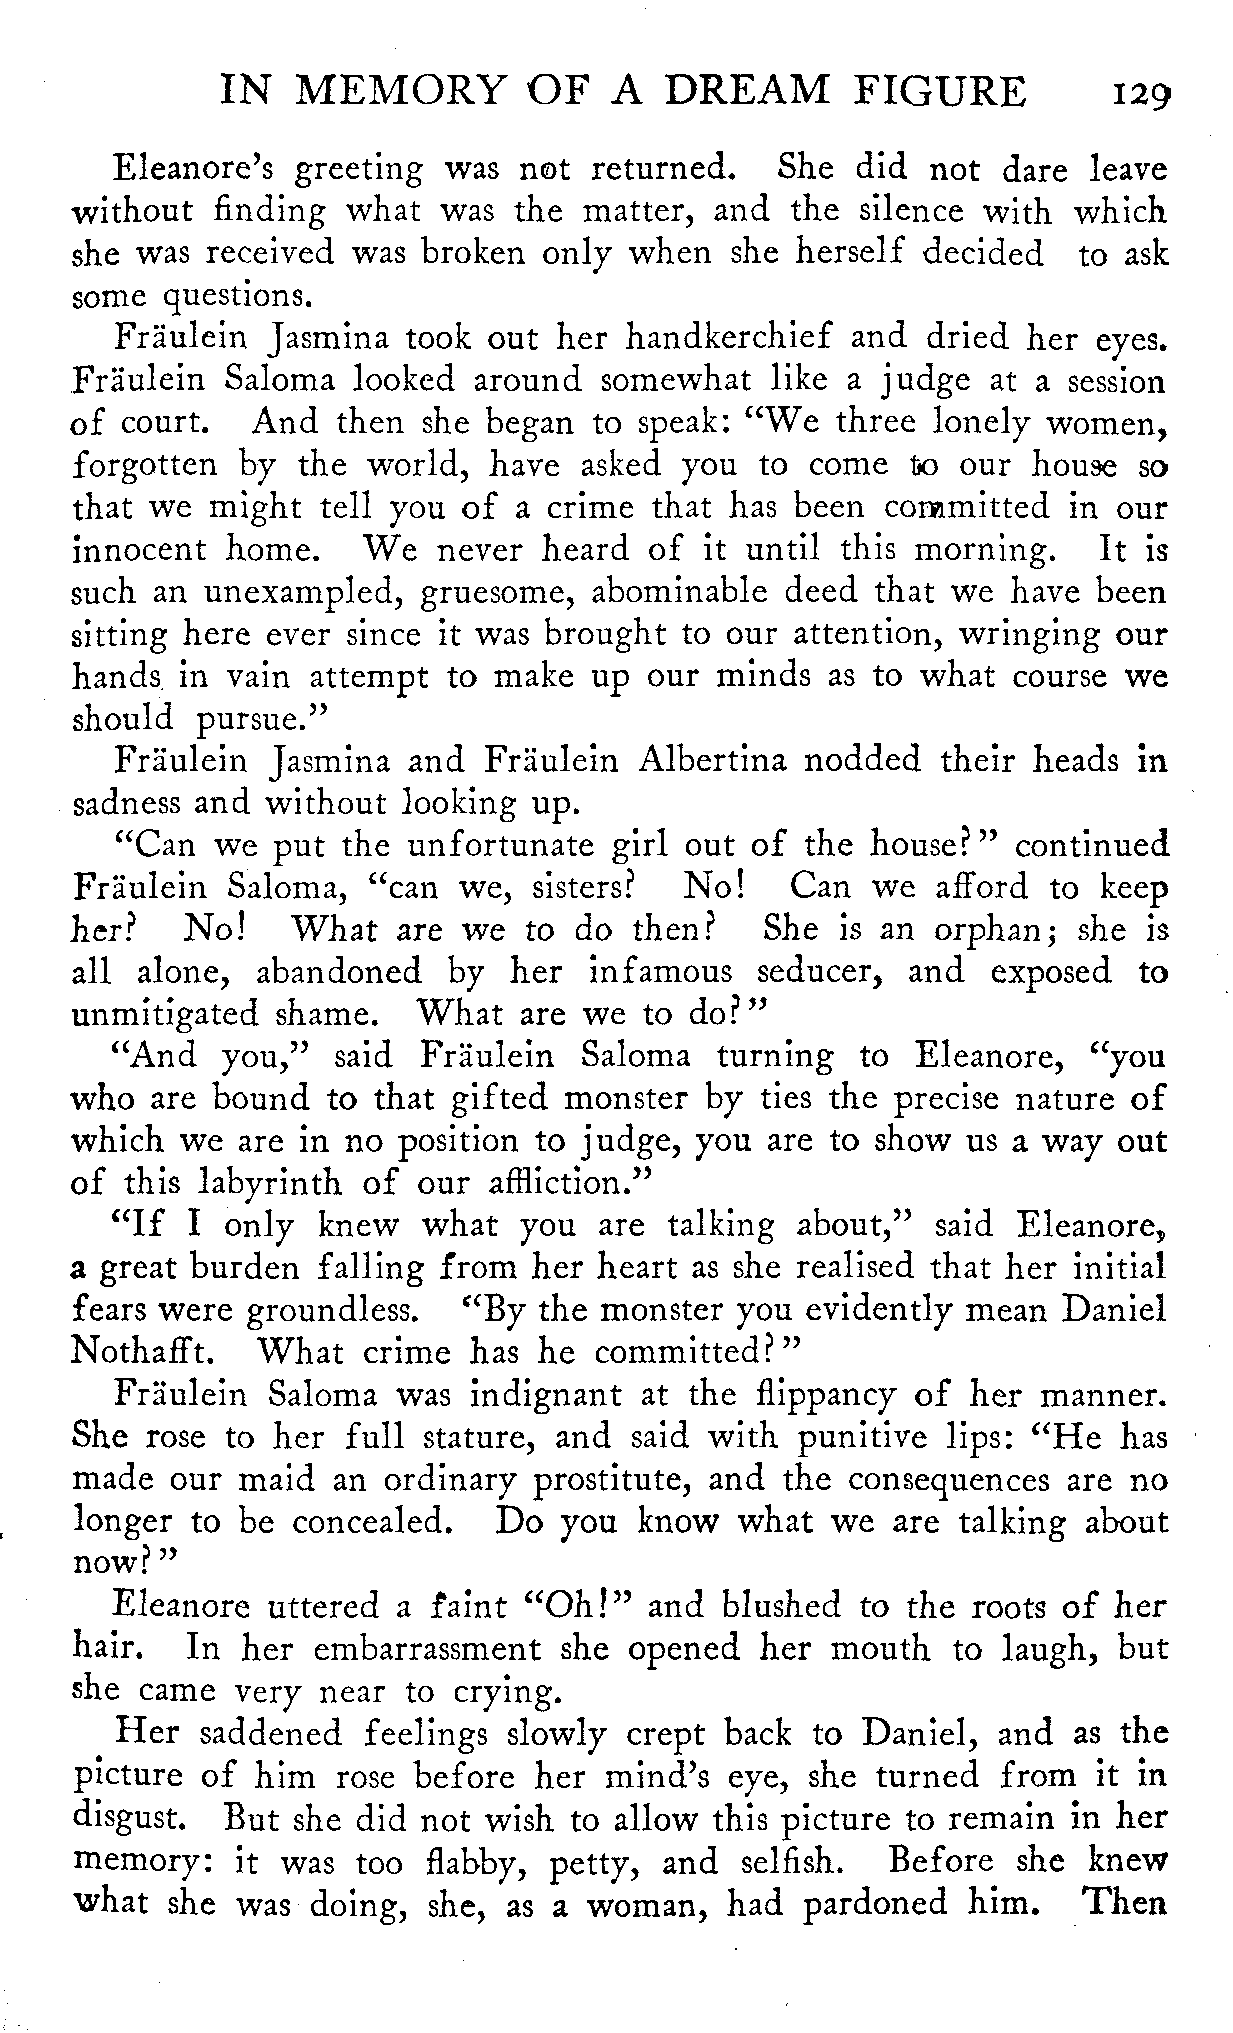 IN MEMORY OF A DREAM FIGURE 129
Eleanore's greeting was not returned. She did not dare leave
without finding what was the matter, and the silence with which
she was received was broken only when she herself decided to ask
some questions.
Fräulein Jasmina took out her handkerchief and dried her eyes.
Fräulein Saloma looked around somewhat like a judge at a session
of court. And then she began to speak: “We three lonely women,
forgotten by the world, have asked you to come to our house so
that we might tell you of a crime that has been committed in our
innocent home. We never heard of it until this morning. It is
such an unexampled, gruesome, abominable deed that we have been
sitting here ever since it was brought to our attention, wringing our
hands in vain attempt to make up our minds as to what course we
should pursue.”
Fräulein Jasmina and Fräulein Albertina nodded their heads in
sadness and without looking up.
“Can we put the unfortunate girl out of the house?” continued
Fräulein Saloma, “can we, sisters? No! Can we afford to keep
her? No! What are we to do then? She is an orphan; she is
all alone, abandoned by her infamous seducer, and exposed to
unmitigated shame. What are we to do?”
“And you,” said Fräulein Saloma turning to Eleanore, “you
who are bound to that gifted monster by ties the precise nature of
which we are in no position to judge, you are to show us a way out
of this labyrinth of our affliction.”
“If I only knew what you are talking about,” said Eleanore,
a great burden falling from her heart as she realised that her initial
fears were groundless. “By the monster you evidently mean Daniel
Nothafft. What crime has he committed?”
Fräulein Saloma was indignant at the flippancy of her manner.
She rose to her full stature, and said with punitive lips: “He has
made our maid an ordinary prostitute, and the consequences are no
longer to be concealed. Do you know what we are talking about
now?”
Eleanore uttered a faint “Oh!” and blushed to the roots of her
hair. In her embarrassment she opened her mouth to laugh, but
she came very near to crying.
Her saddened feelings slowly crept back to Daniel, and as the
picture of him rose before her mind's eye, she turned from it in
disgust. But she did not wish to allow this picture to remain in her
memory: it was too flabby, petty, and selfish. Before she knew
what she was doing, she, as a woman, had pardoned him. Then